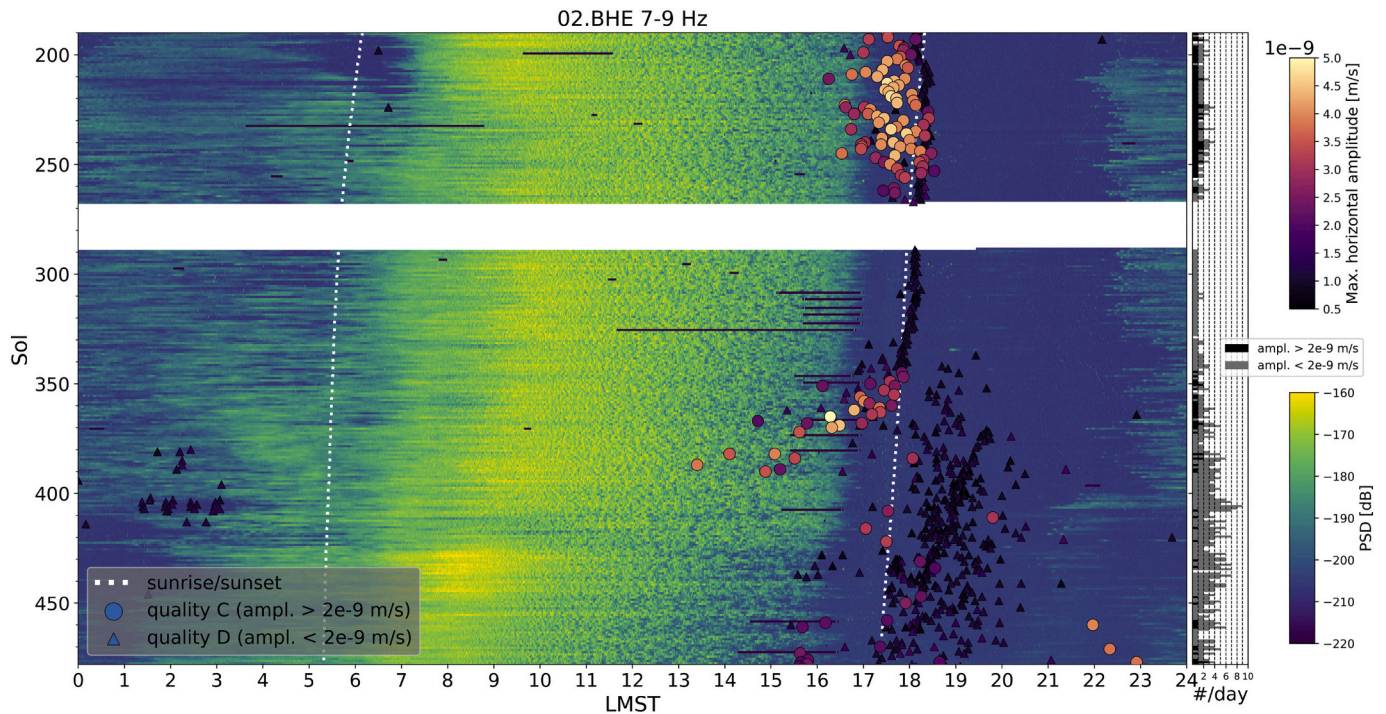 02.BHE 7-9 Hz
1e-9
200
250
300
350
400
450
Sol
0 1 2 3 4 5 6 7 8 9 10 11 12 13 14 15 16 17 18 19 20 21 22 23 24
LMST
sunrise/sunset
quality C (ampl. > 2e-9 m/s)
quality D (ampl. < 2e-9 m/s)
2 4 6 8 10
#/day
5.0
4.5
4.0
3.5
3.0
2.5
2.0
1.5
1.0
0.5
Max. horizontal amplitude [m/s]
ampl. > 2e-9 m/s
ampl. < 2e-9 m/s
−160
−170
−180
−190
−200
−210
−220
PSD [dB]